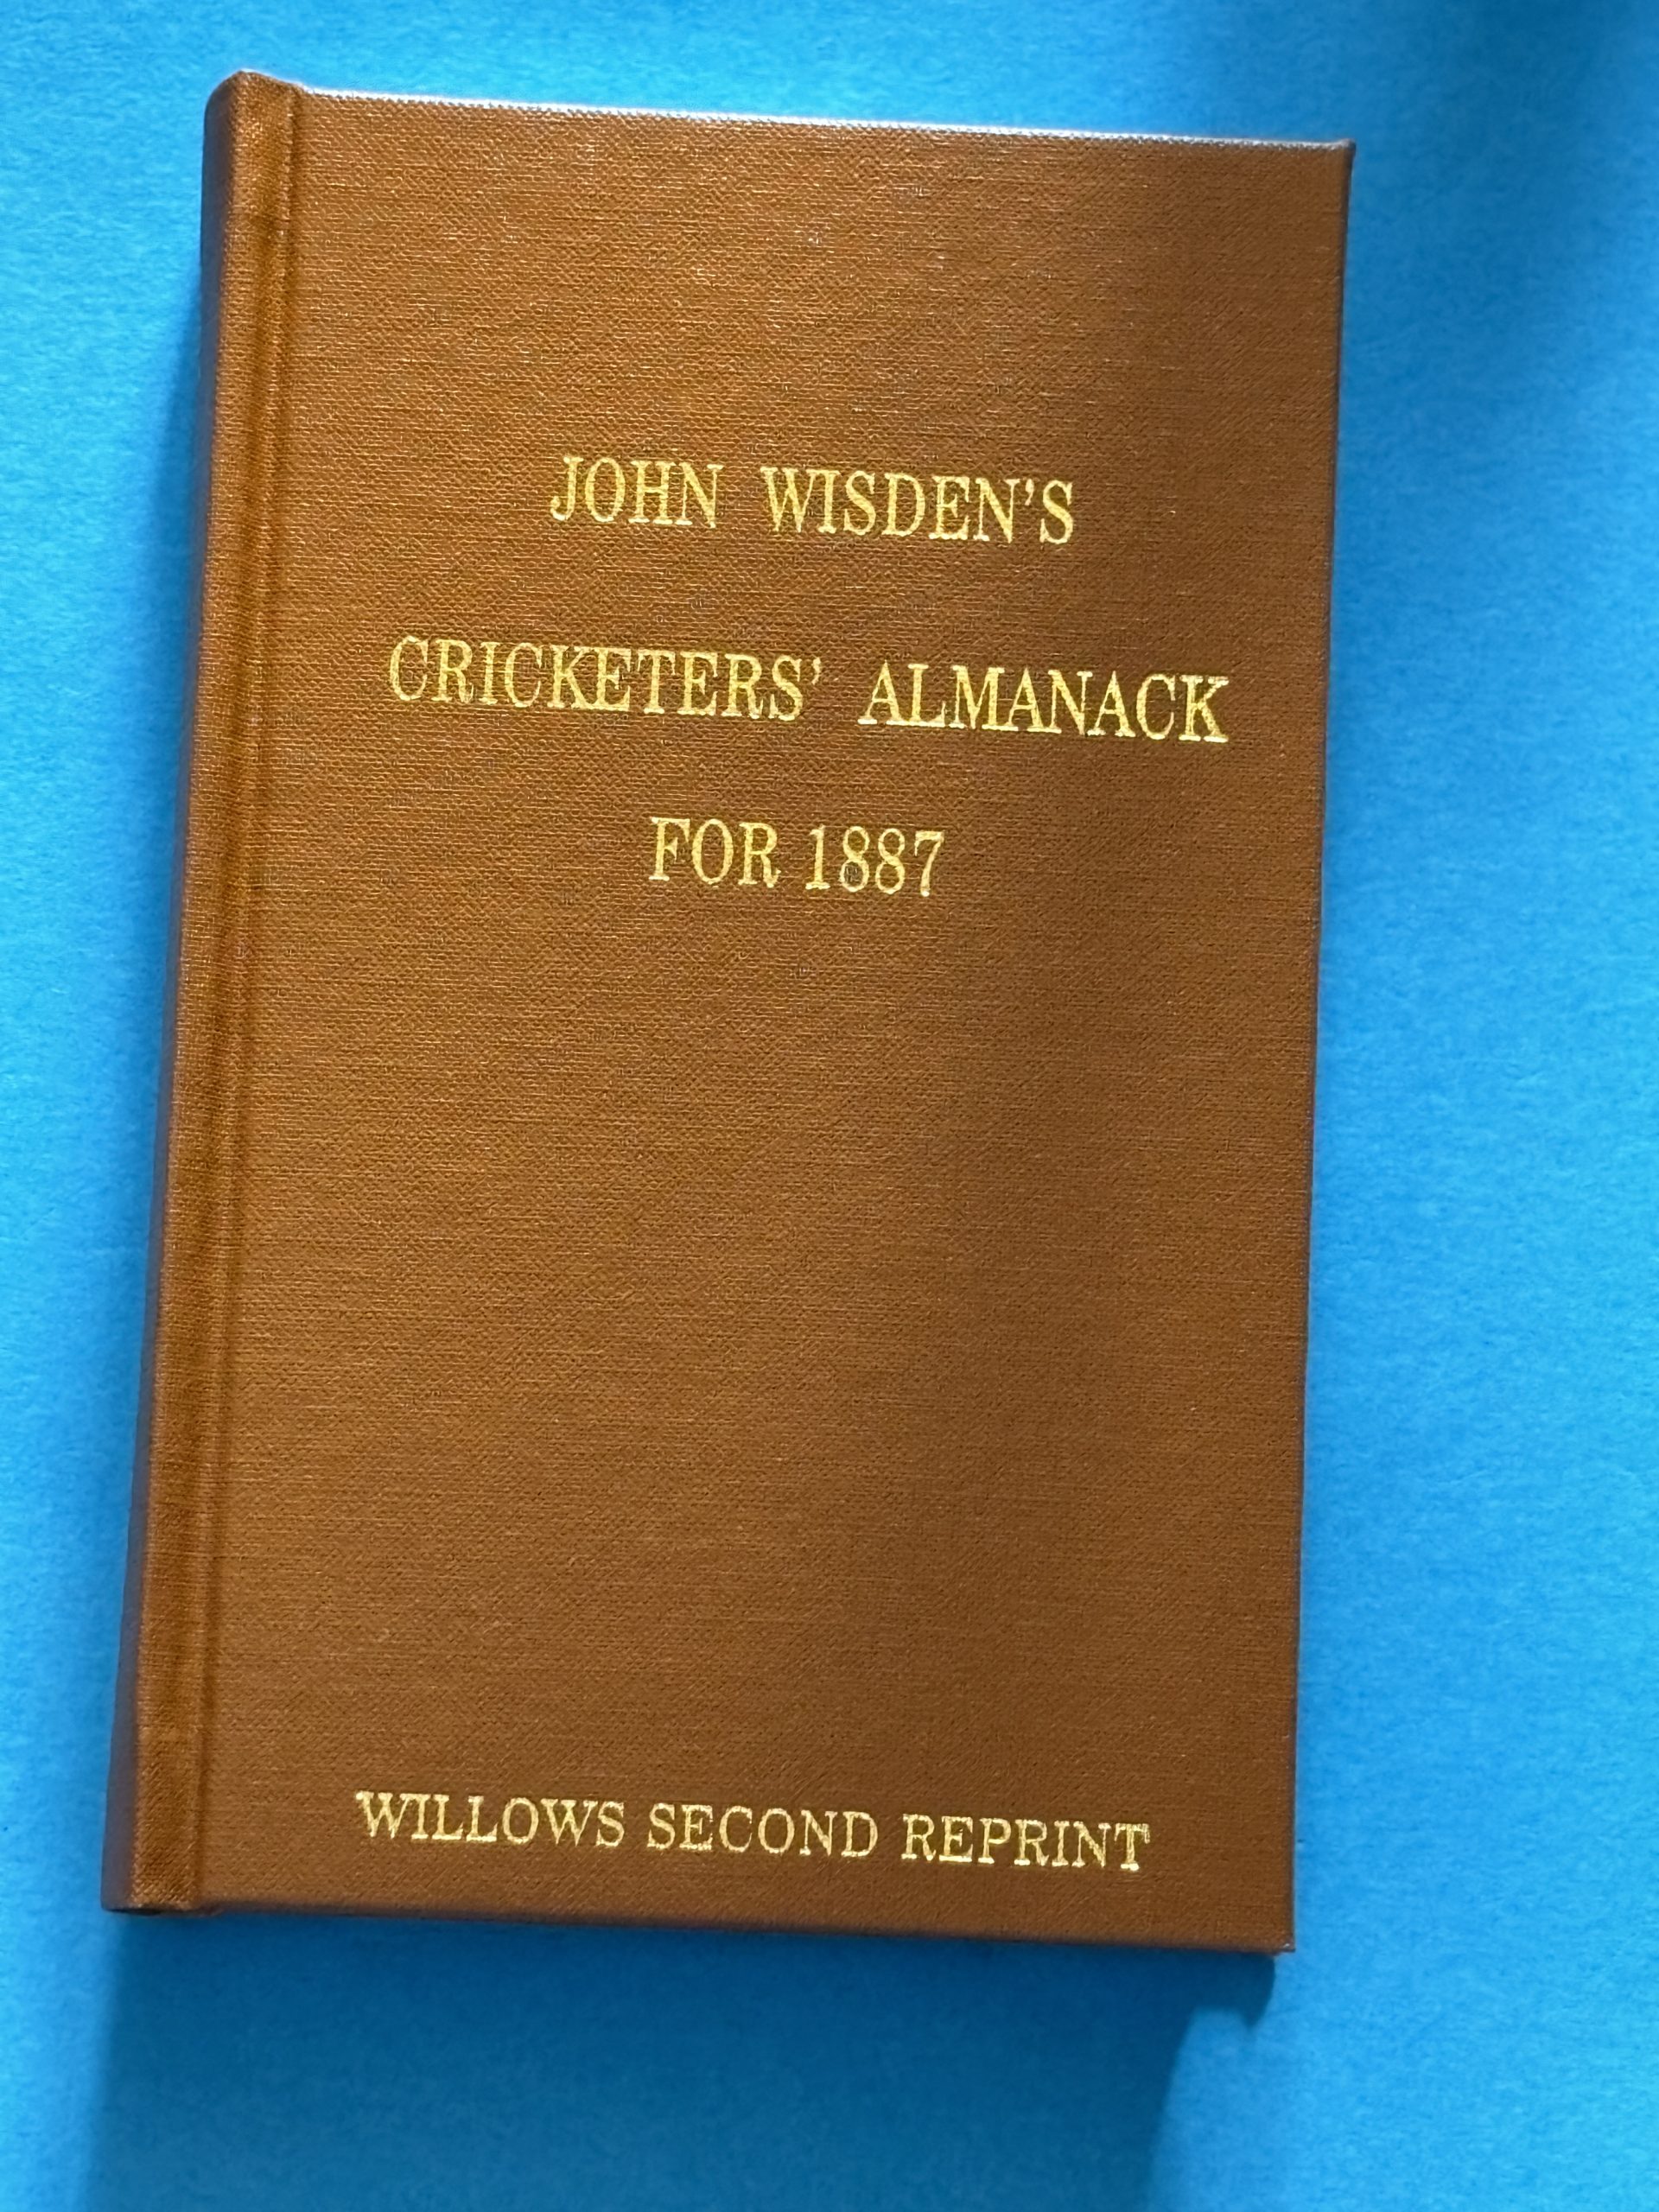 JOHN WISDEN'S
CRICKETERS' ALMANACK
FOR 1887
WILLOWS SECOND REPRINT